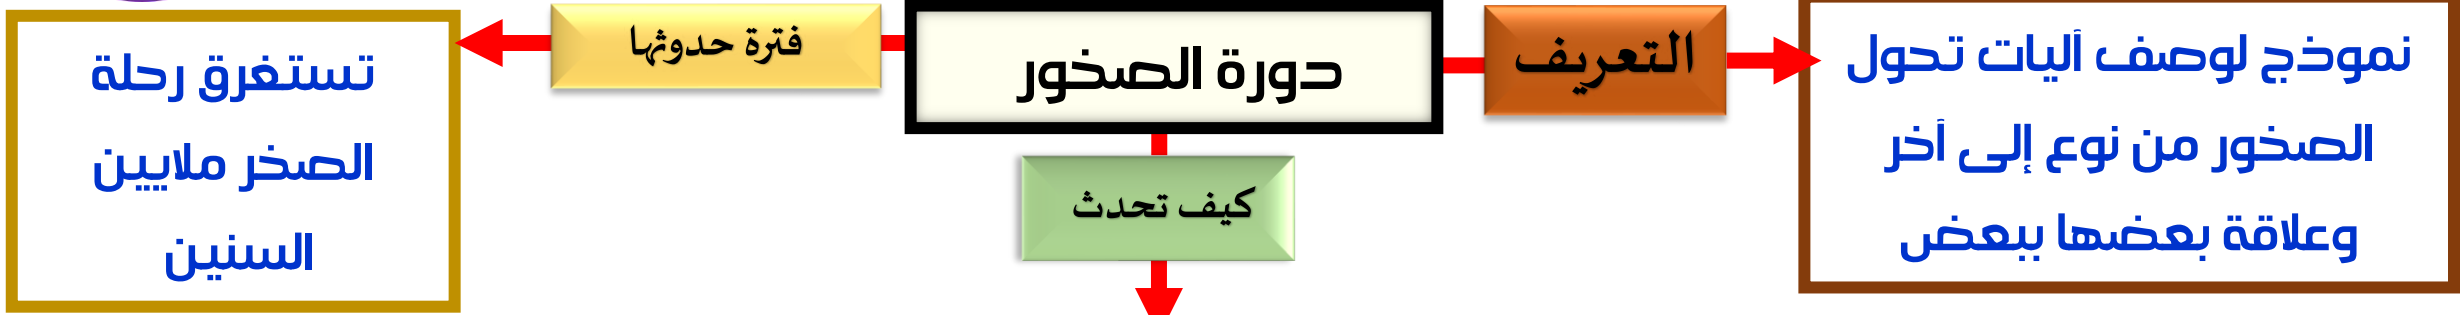 دورة الصخور
التعريف
نموذج لوصف أليات تحول
الصخور من نوع إلى أخر
وعلاقة بعضها ببعض
فترة حدوثها
تستغرق رحلة
الصخر ملايين
السنين
كيف تحدث